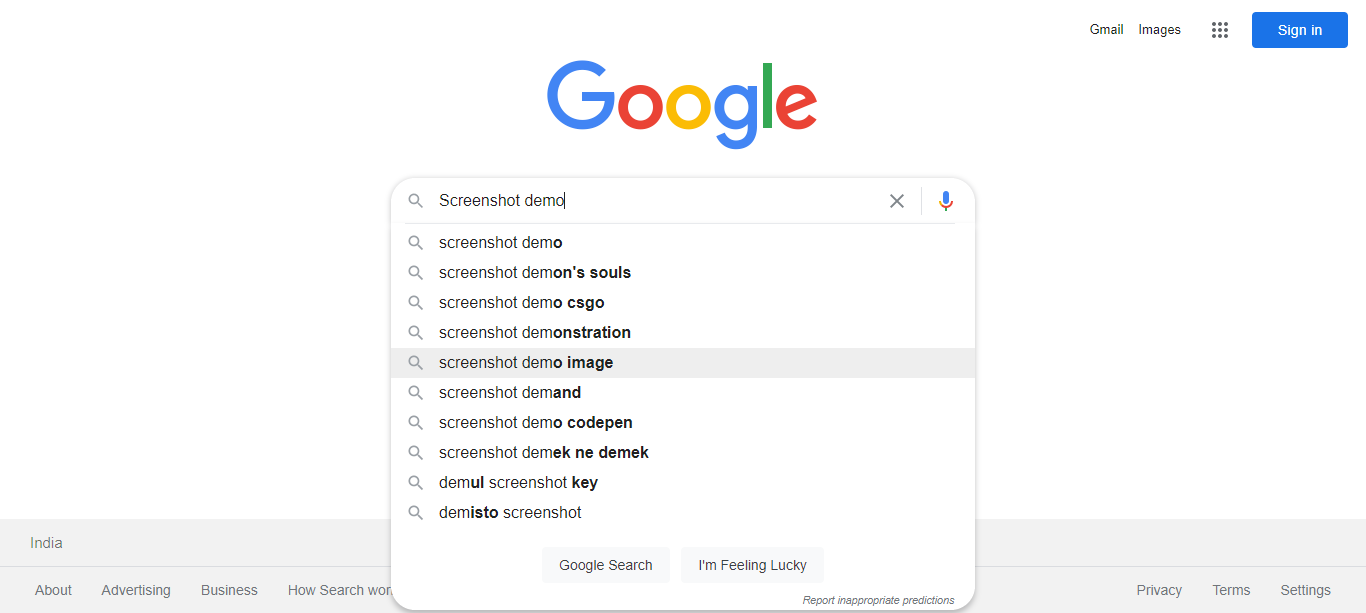 Gmail Images Sign in
Google
Screenshot demo
screenshot demo
screenshot demon's souls
screenshot demo csgo
screenshot demonstration
screenshot demo image
screenshot demand
screenshot demo codepen
screenshot demek ne demek
demul screenshot key
demisto screenshot
Google Search I'm Feeling Lucky
Report inappropriate predictions
India
About Advertising Business How Search wor Privacy Terms Settings